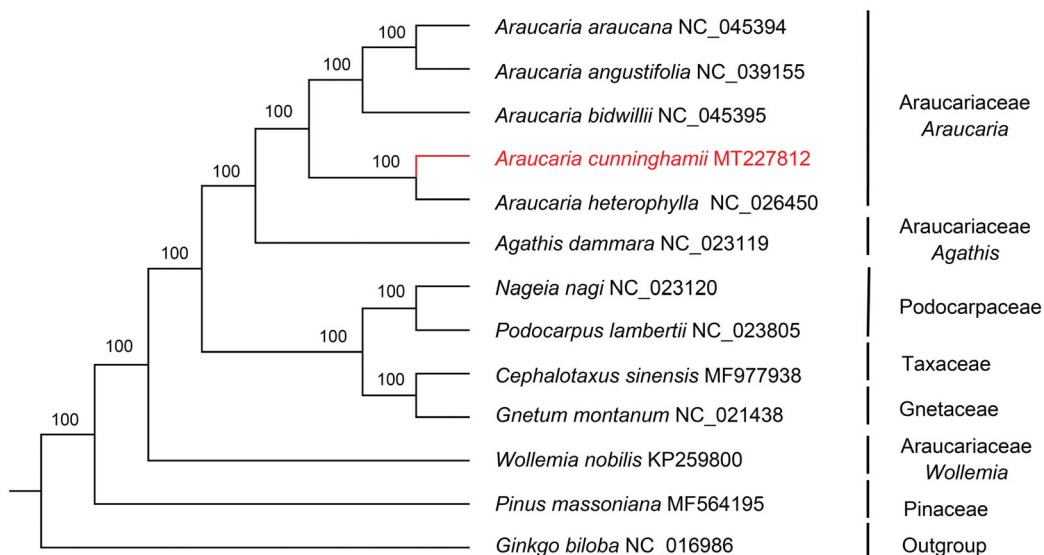 100
Araucaria araucana NC_045394
100
Araucaria angustifolia NC_039155
100
Araucaria bidwillii NC_045395
Araucariaceae
Araucaria
100
100
Araucaria cunninghamii MT227812
Araucaria heterophylla NC_026450
100
Agathis dammara NC_023119
Araucariaceae
Agathis
100
100
Nageia nagi NC_023120
Podocarpus lambertii NC_023805
Podocarpaceae
100
100
100
Cephalotaxus sinensis MF977938
Taxaceae
Gnetum montanum NC_021438
Gnetaceae
100
Wollemia nobilis KP259800
Araucariaceae
Wollemia
Pinus massoniana MF564195
Pinaceae
Ginkgo biloba NC_016986
Outgroup